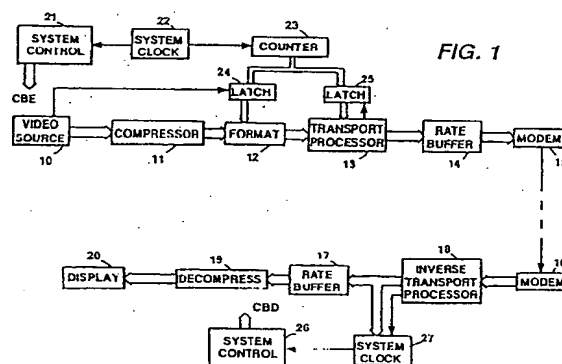 FIG. 1
21
SYSTEM CONTROL
22
SYSTEM CLOCK
23
COUNTER
CBE
24
LATCH
25
LATCH
VIDEO SOURCE
10
COMPRESSOR
11
FORMAT
12
TRANSPORT PROCESSOR
13
RATE BUFFER
14
MODEM
20
DISPLAY
19
DECOMPRESS
17
RATE BUFFER
18
INVERSE TRANSPORT PROCESSOR
MODEM
CBD
SYSTEM CONTROL
26
SYSTEM CLOCK
27